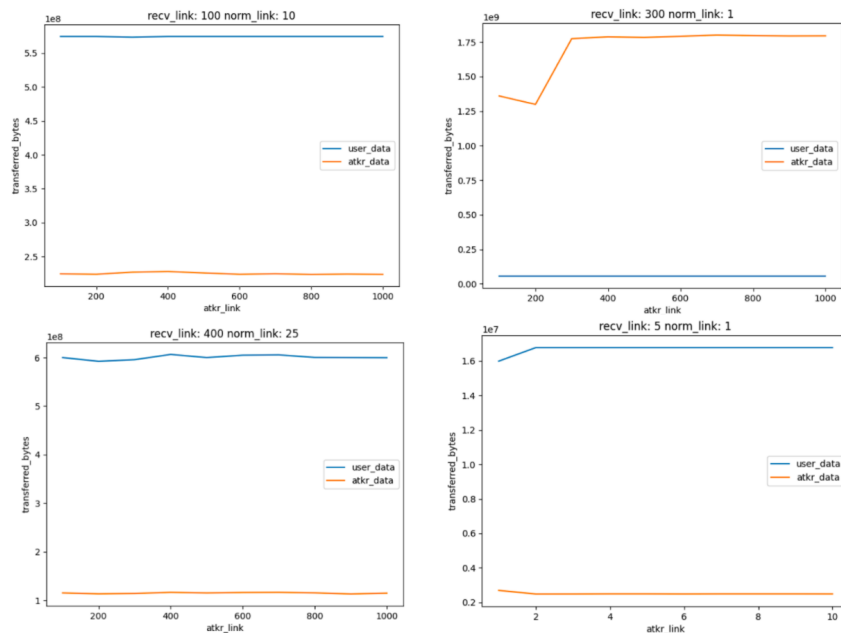 recv_link: 100 norm_link: 10
1e8
5.5
5.0
4.5
4.0
3.5
3.0
2.5
transferred_bytes
user_data
atkr_data
200 400 600 800 1000
atkr_link
recv_link: 300 norm_link: 1
1e9
1.75
1.50
1.25
1.00
0.75
0.50
0.25
0.00
transferred_bytes
user_data
atkr_data
200 400 600 800 1000
atkr_link
recv_link: 400 norm_link: 25
1e8
6
5
4
3
2
1
transferred_bytes
user_data
atkr_data
200 400 600 800 1000
atkr_link
recv_link: 5 norm_link: 1
1e7
1.6
1.4
1.2
1.0
0.8
0.6
0.4
0.2
transferred_bytes
user_data
atkr_data
2 4 6 8 10
atkr_link